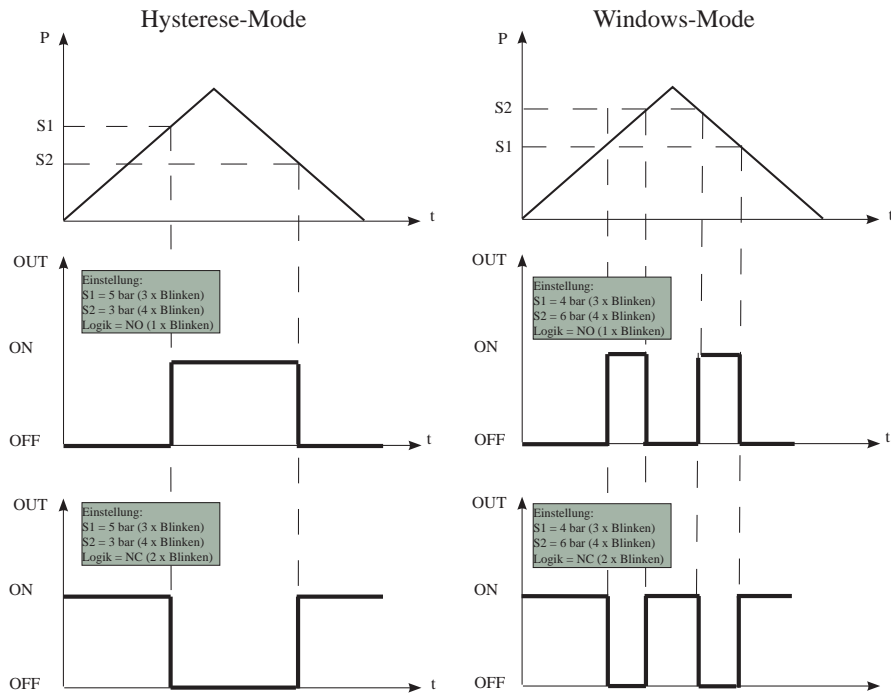 Hysterese-Mode
P
S1
S2
t
OUT
Einstellung:
S1 = 5 bar (3 x Blinken)
S2 = 3 bar (4 x Blinken)
Logik = NO (1 x Blinken)
ON
OFF
t
OUT
Einstellung:
S1 = 5 bar (3 x Blinken)
S2 = 3 bar (4 x Blinken)
Logik = NC (2 x Blinken)
ON
OFF
t
Windows-Mode
P
S2
S1
t
OUT
Einstellung:
S1 = 4 bar (3 x Blinken)
S2 = 6 bar (4 x Blinken)
Logik = NO (1 x Blinken)
ON
OFF
t
OUT
Einstellung:
S1 = 4 bar (3 x Blinken)
S2 = 6 bar (4 x Blinken)
Logik = NC (2 x Blinken)
ON
OFF
t